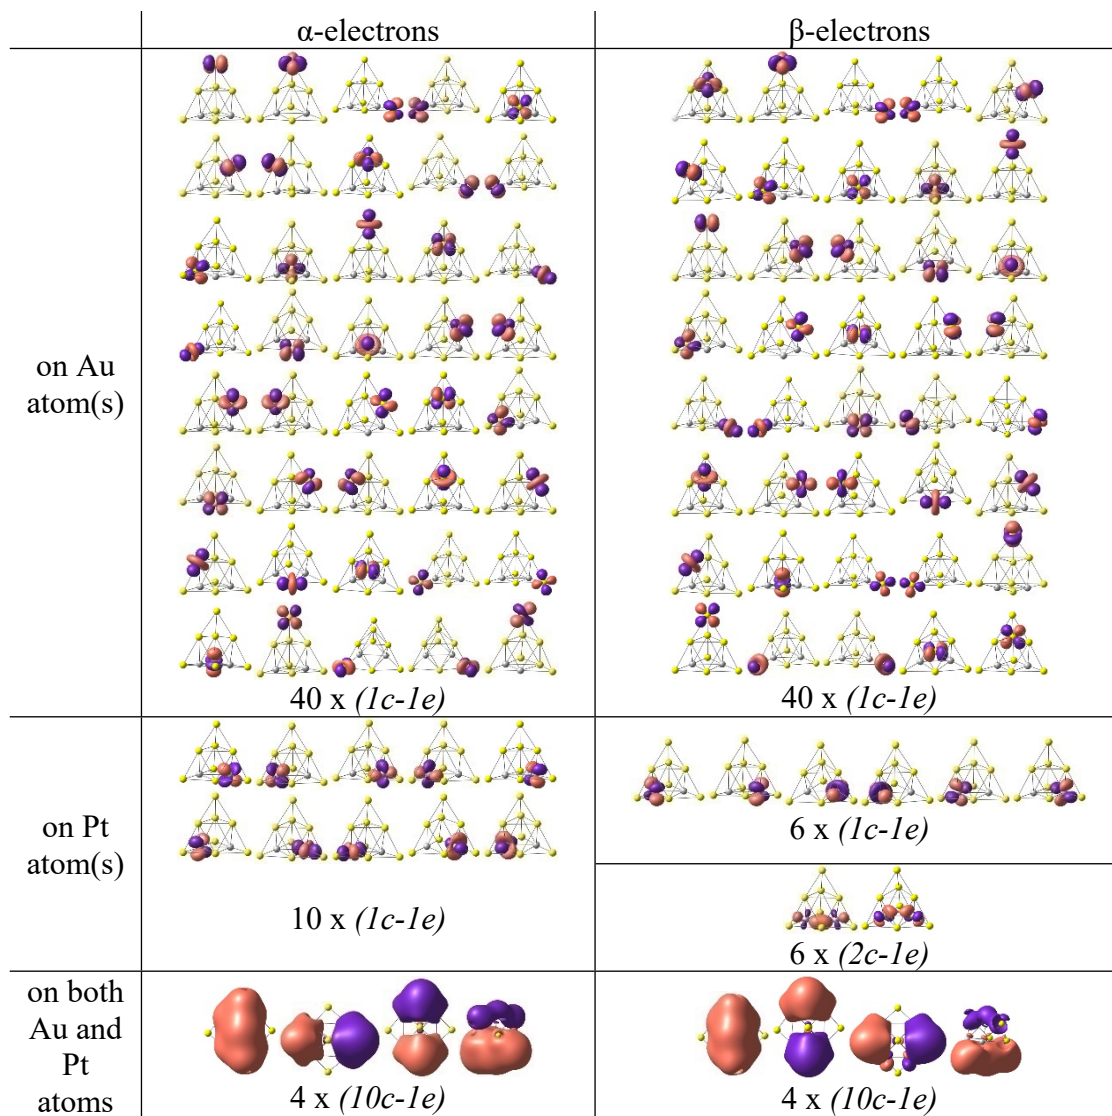 α-electrons
β-electrons
on Au
atom(s)
40 x (1c-1e)
40 x (1c-1e)
on Pt
atom(s)
10 x (1c-1e)
6 x (1c-1e)
6 x (2c-1e)
on both
Au and
Pt
atoms
4 x (10c-1e)
4 x (10c-1e)